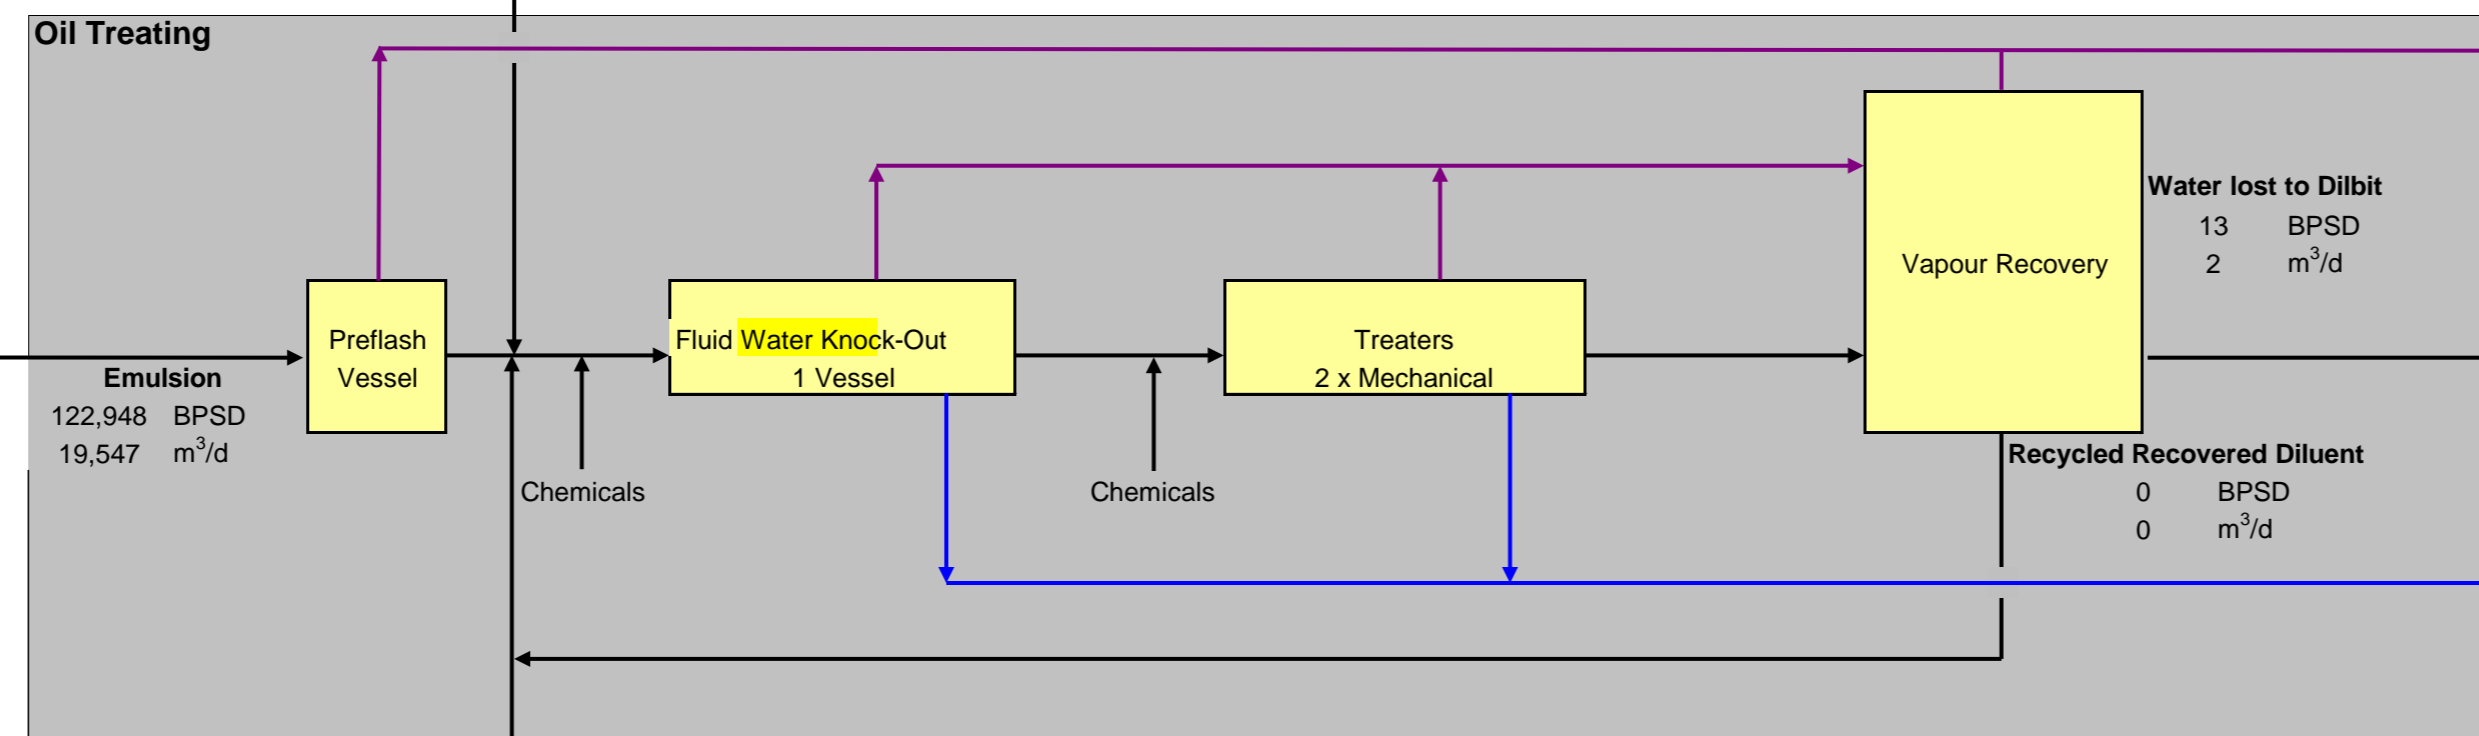 Oil Treating
Water lost to Dilbit
13 BPSD
2 m³/d
Vapour Recovery
Preflash
Vessel
Fluid Water Knock-Out
1 Vessel
Treaters
2 x Mechanical
Emulsion
122,948 BPSD
19,547 m³/d
Chemicals
Chemicals
Recycled Recovered Diluent
0 BPSD
0 m³/d